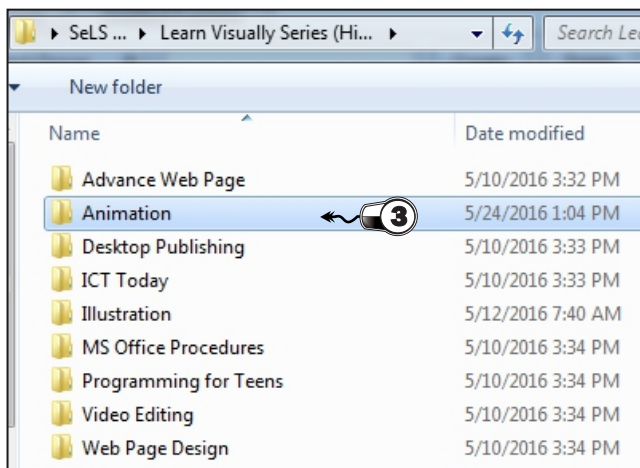 SeLS ... Learn Visually Series (Hi... Search Lea
New folder
Name Date modified
Advance Web Page 5/10/2016 3:32 PM
Animation 3 5/24/2016 1:04 PM
Desktop Publishing 5/10/2016 3:33 PM
ICT Today 5/10/2016 3:33 PM
Illustration 5/12/2016 7:40 AM
MS Office Procedures 5/10/2016 3:34 PM
Programming for Teens 5/10/2016 3:34 PM
Video Editing 5/10/2016 3:34 PM
Web Page Design 5/10/2016 3:34 PM